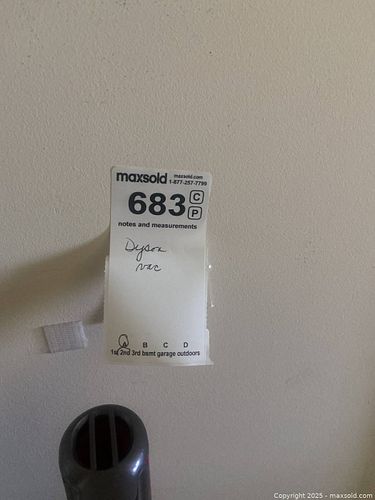 maxsold maxsold.com
1-877-257-7799
683 C
P
notes and measurements
Dyson
vac
A B C D
1st 2nd 3rd bsmt garage outdoors
Copyright 2025 - maxsold.com